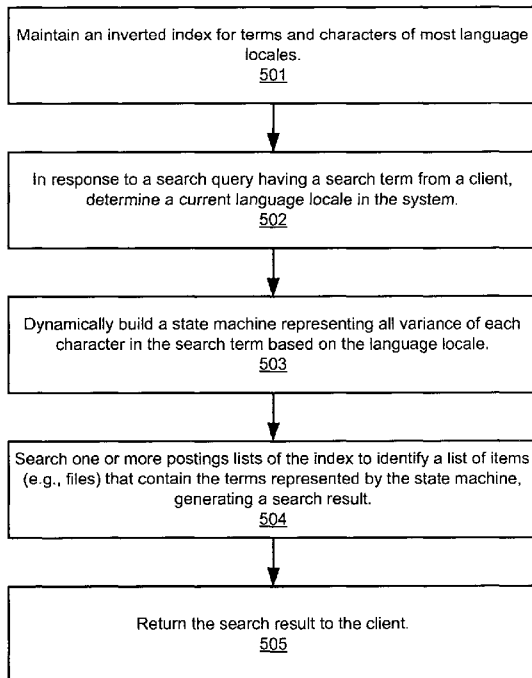 Maintain an inverted index for terms and characters of most language
locales.
501
In response to a search query having a search term from a client,
determine a current language locale in the system.
502
Dynamically build a state machine representing all variance of each
character in the search term based on the language locale.
503
Search one or more postings lists of the index to identify a list of items
(e.g., files) that contain the terms represented by the state machine,
generating a search result.
504
Return the search result to the client.
505